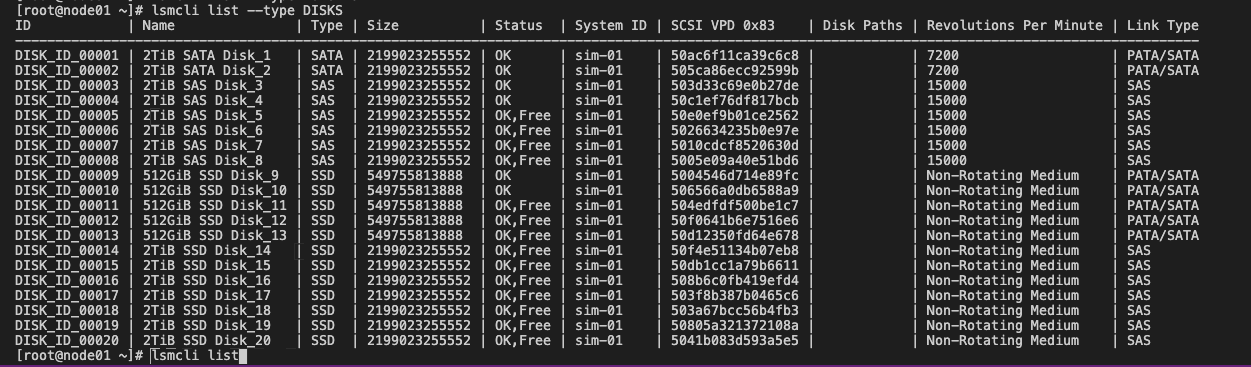 [root@node01 ~]# lsmcli list --type DISKS
ID | Name | Type | Size | Status | System ID | SCSI VPD 0x83 | Disk Paths | Revolutions Per Minute | Link Type
DISK_ID_00001 | 2TiB SATA Disk_1 | SATA | 2199023255552 | OK | sim-01 | 50ac6f11ca39c6c8 | | 7200 | PATA/SATA
DISK_ID_00002 | 2TiB SATA Disk_2 | SATA | 2199023255552 | OK | sim-01 | 505ca86ecc92599b | | 7200 | PATA/SATA
DISK_ID_00003 | 2TiB SAS Disk_3 | SAS | 2199023255552 | OK | sim-01 | 503d33c69e0b27de | | 15000 | SAS
DISK_ID_00004 | 2TiB SAS Disk_4 | SAS | 2199023255552 | OK | sim-01 | 50c1ef76df817bcb | | 15000 | SAS
DISK_ID_00005 | 2TiB SAS Disk_5 | SAS | 2199023255552 | OK,Free | sim-01 | 50e0ef9b01ce2562 | | 15000 | SAS
DISK_ID_00006 | 2TiB SAS Disk_6 | SAS | 2199023255552 | OK,Free | sim-01 | 5026634235b0e97e | | 15000 | SAS
DISK_ID_00007 | 2TiB SAS Disk_7 | SAS | 2199023255552 | OK,Free | sim-01 | 5010cdcf8520630d | | 15000 | SAS
DISK_ID_00008 | 2TiB SAS Disk_8 | SAS | 2199023255552 | OK,Free | sim-01 | 5005e09a40e51bd6 | | 15000 | SAS
DISK_ID_00009 | 512GiB SSD Disk_9 | SSD | 549755813888 | OK | sim-01 | 5004546d714e89fc | | Non-Rotating Medium | PATA/SATA
DISK_ID_00010 | 512GiB SSD Disk_10 | SSD | 549755813888 | OK | sim-01 | 506566a0db6588a9 | | Non-Rotating Medium | PATA/SATA
DISK_ID_00011 | 512GiB SSD Disk_11 | SSD | 549755813888 | OK,Free | sim-01 | 504edfdf500be1c7 | | Non-Rotating Medium | PATA/SATA
DISK_ID_00012 | 512GiB SSD Disk_12 | SSD | 549755813888 | OK,Free | sim-01 | 50f0641b6e7516e6 | | Non-Rotating Medium | PATA/SATA
DISK_ID_00013 | 512GiB SSD Disk_13 | SSD | 549755813888 | OK,Free | sim-01 | 50d12350fd64e678 | | Non-Rotating Medium | PATA/SATA
DISK_ID_00014 | 2TiB SSD Disk_14 | SSD | 2199023255552 | OK,Free | sim-01 | 50f4e51134b07eb8 | | Non-Rotating Medium | SAS
DISK_ID_00015 | 2TiB SSD Disk_15 | SSD | 2199023255552 | OK,Free | sim-01 | 50db1cc1a79b6611 | | Non-Rotating Medium | SAS
DISK_ID_00016 | 2TiB SSD Disk_16 | SSD | 2199023255552 | OK,Free | sim-01 | 508b6c0fb419efd4 | | Non-Rotating Medium | SAS
DISK_ID_00017 | 2TiB SSD Disk_17 | SSD | 2199023255552 | OK,Free | sim-01 | 503f8b387b0465c6 | | Non-Rotating Medium | SAS
DISK_ID_00018 | 2TiB SSD Disk_18 | SSD | 2199023255552 | OK,Free | sim-01 | 503a67bcc56b4fb3 | | Non-Rotating Medium | SAS
DISK_ID_00019 | 2TiB SSD Disk_19 | SSD | 2199023255552 | OK,Free | sim-01 | 50805a321372108a | | Non-Rotating Medium | SAS
DISK_ID_00020 | 2TiB SSD Disk_20 | SSD | 2199023255552 | OK,Free | sim-01 | 5041b083d593a5e5 | | Non-Rotating Medium | SAS
[root@node01 ~]# lsmcli list